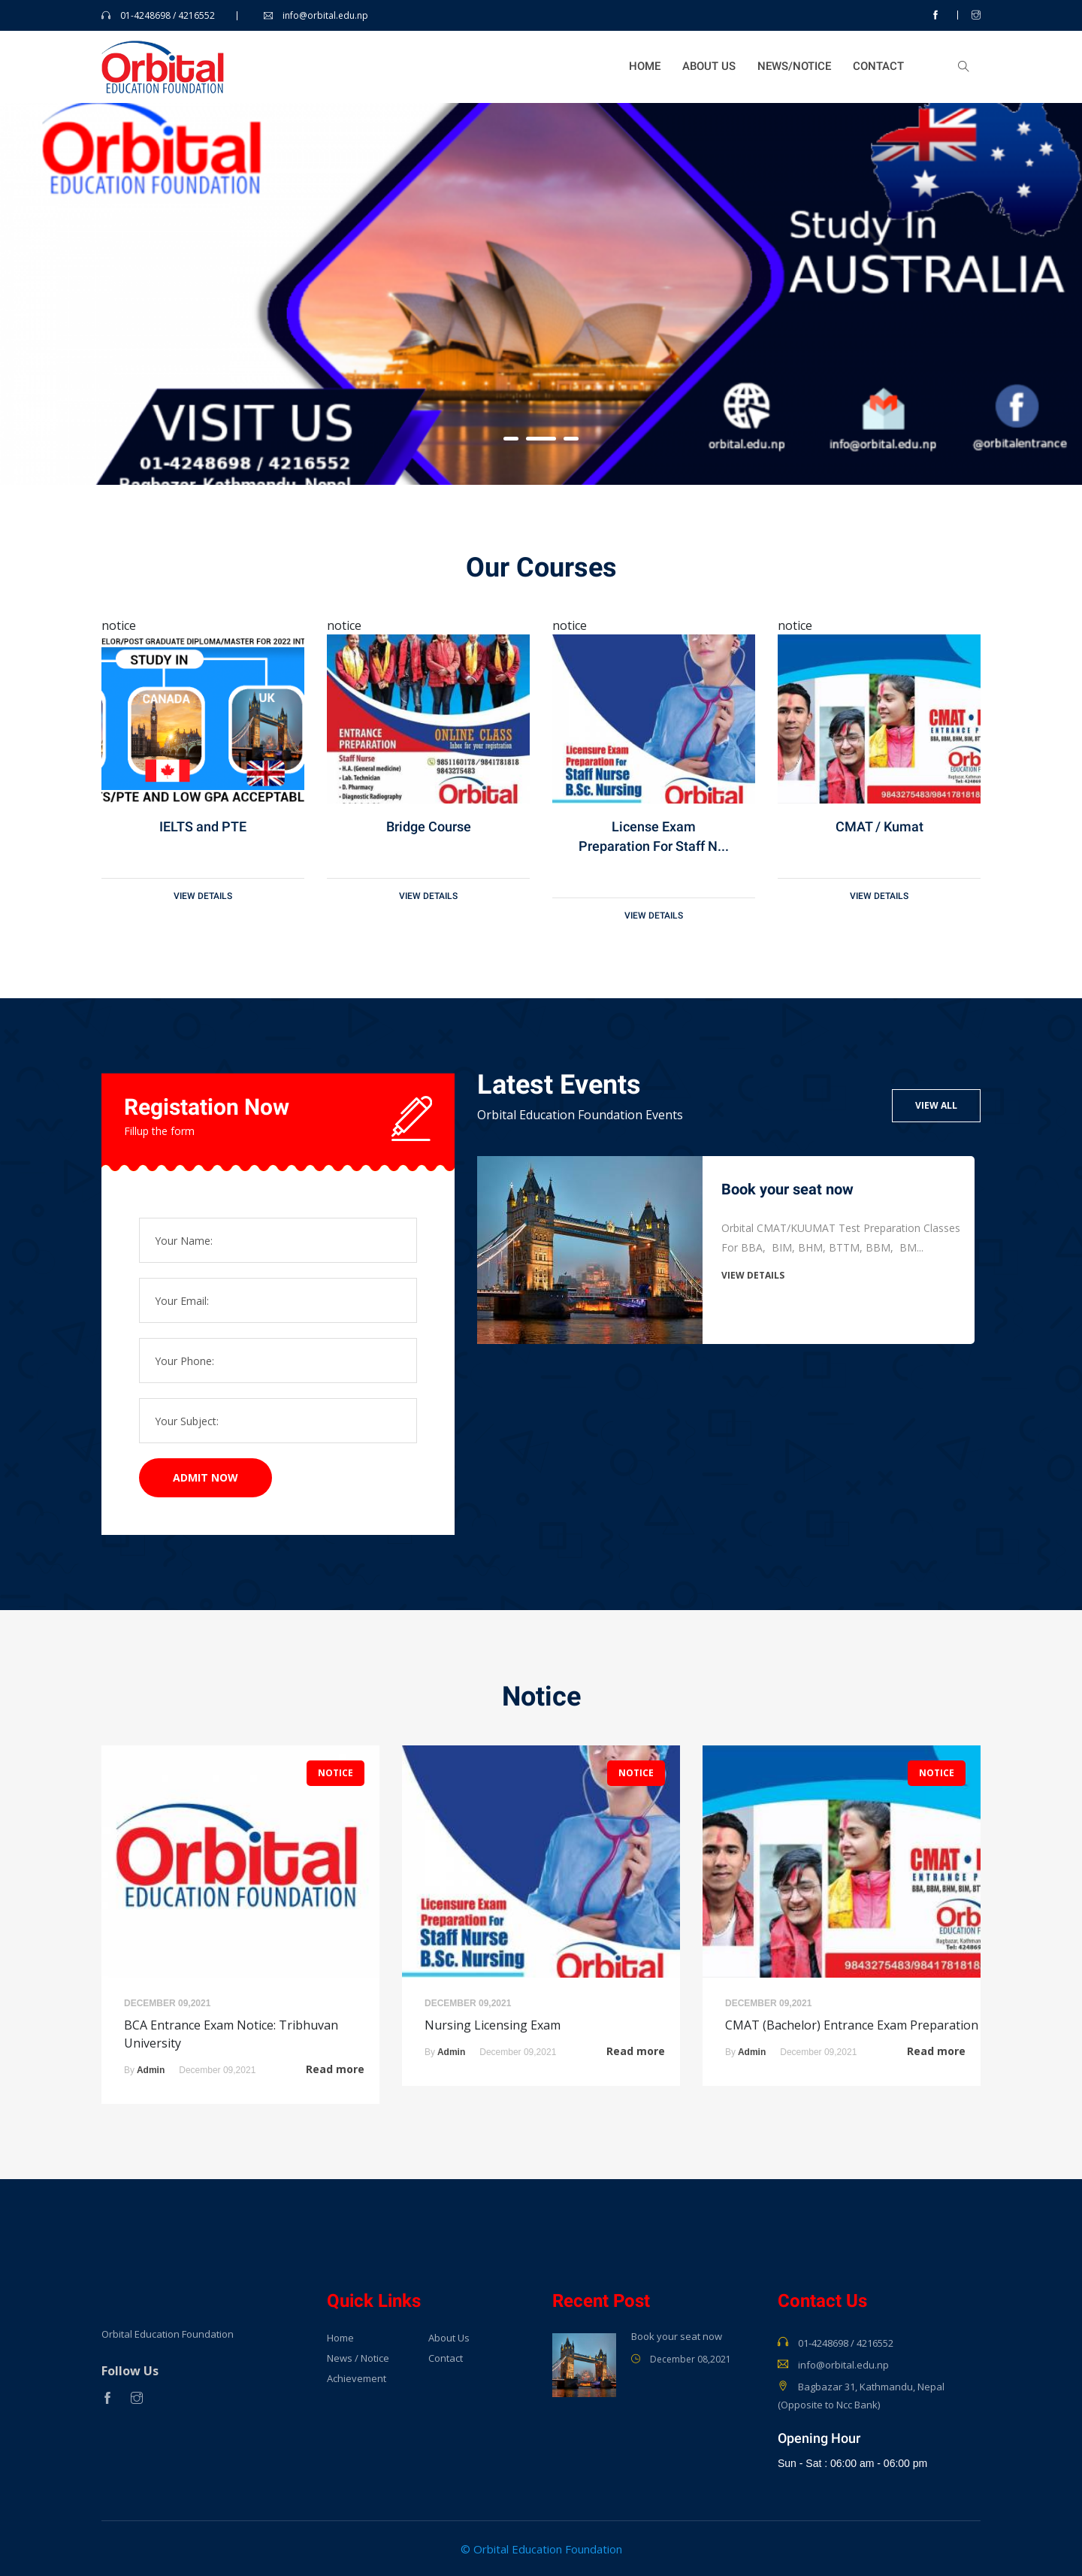 01-4248698 / 4216552 | info@orbital.edu.np |
Orbital
EDUCATION FOUNDATION
HOME ABOUT US NEWS/NOTICE CONTACT
Orbital
EDUCATION FOUNDATION
Study In
AUSTRALIA
VISIT US
01-4248698 / 4216552
Bagbazar, Kathmandu, Nepal
orbital.edu.np info@orbital.edu.np @orbitalentrance
Our Courses
notice notice notice notice
ELOR/POST GRADUATE DIPLOMA/MASTER FOR 2022 INT
STUDY IN
CANADA UK
S/PTE AND LOW GPA ACCEPTABL
ENTRANCE
PREPARATION
ONLINE CLASS
Inbox for your registration
Staff Nurse
• H.A. (General medicine)
• Lab. Technician
• D. Pharmacy
• Diagnostic Radiography
9851160178/9841781818
9843275483
Orbital
Licensure Exam
Preparation For
Staff Nurse
B.Sc. Nursing
Orbital
CMAT •
ENTRANCE P
BBA, BBM, BHM, BIM, BT
Orb
9843275483/9841781818
IELTS and PTE
VIEW DETAILS
Bridge Course
VIEW DETAILS
License Exam
Preparation For Staff N...
VIEW DETAILS
CMAT / Kumat
VIEW DETAILS
Registation Now
Fillup the form
Your Name:
Your Email:
Your Phone:
Your Subject:
ADMIT NOW
Latest Events
Orbital Education Foundation Events
VIEW ALL
Book your seat now
Orbital CMAT/KUUMAT Test Preparation Classes
For BBA, BIM, BHM, BTTM, BBM, BM...
VIEW DETAILS
Notice
NOTICE
Orbital
EDUCATION FOUNDATION
DECEMBER 09,2021
BCA Entrance Exam Notice: Tribhuvan
University
By Admin December 09,2021 Read more
NOTICE
Licensure Exam
Preparation For
Staff Nurse
B.Sc. Nursing
Orbital
DECEMBER 09,2021
Nursing Licensing Exam
By Admin December 09,2021 Read more
NOTICE
CMAT •
ENTRANCE P
BBA, BBM, BHM, BIM, BT
Orb
EDUCATION
Bagbazar, Kathm
Tel: 42486
9843275483/98417818
DECEMBER 09,2021
CMAT (Bachelor) Entrance Exam Preparation
By Admin December 09,2021 Read more
Orbital Education Foundation
Follow Us
Quick Links
Home About Us
News / Notice Contact
Achievement
Recent Post
Book your seat now
December 08,2021
Contact Us
01-4248698 / 4216552
info@orbital.edu.np
Bagbazar 31, Kathmandu, Nepal
(Opposite to Ncc Bank)
Opening Hour
Sun - Sat : 06:00 am - 06:00 pm
© Orbital Education Foundation